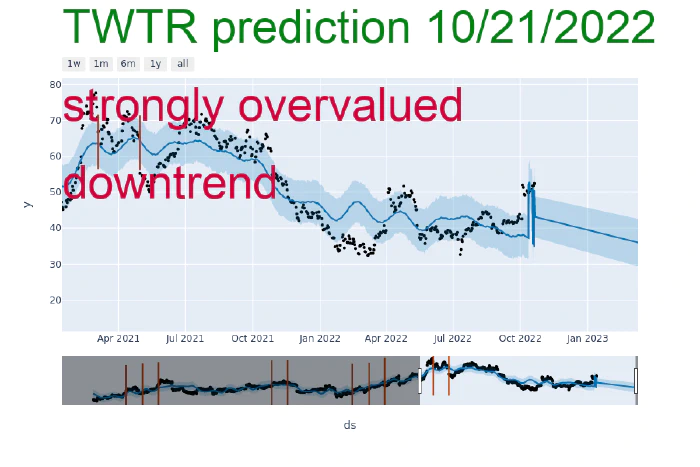 TWTR prediction 10/21/2022
1w 1m 6m 1y all
80
strongly overvalued
70
60
downtrend
50
y
40
30
20
Apr 2021 Jul 2021 Oct 2021 Jan 2022 Apr 2022 Jul 2022 Oct 2022 Jan 2023
ds